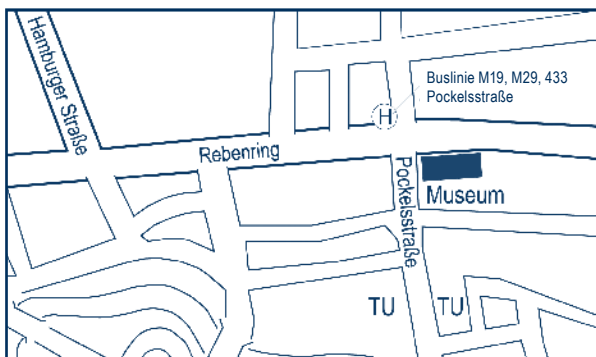 Hamburger Straße
Buslinie M19, M29, 433
Pockelsstraße
H
Rebenring
Pockelsstraße
Museum
TU
TU